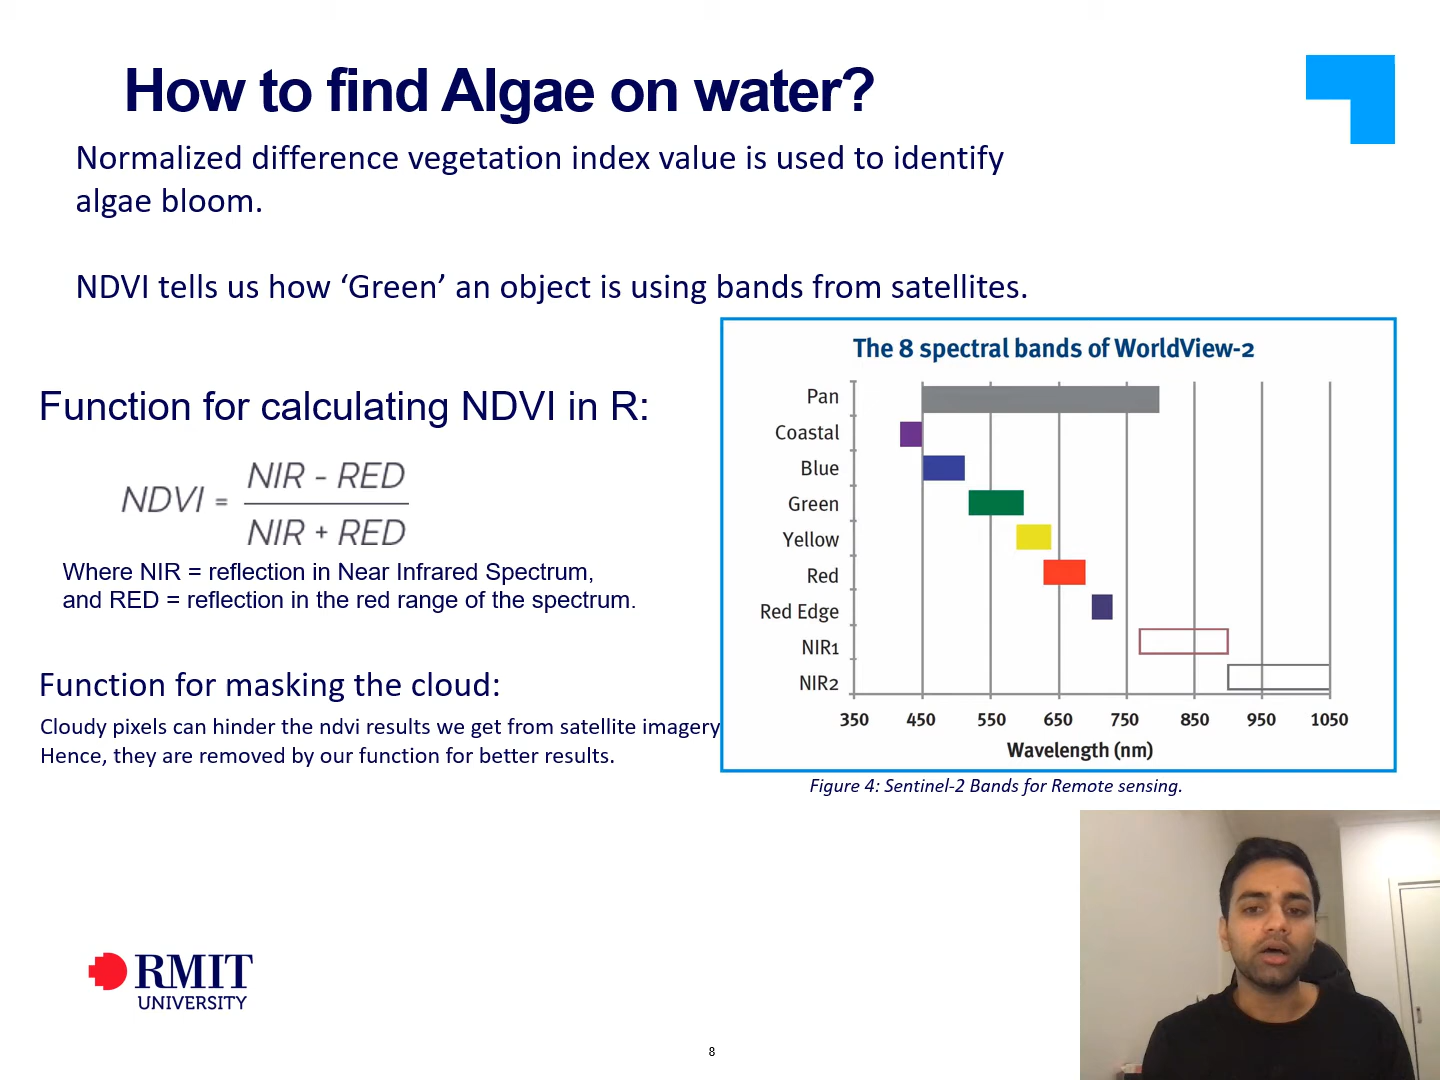 How to find Algae on water?
Normalized difference vegetation index value is used to identify
algae bloom.
NDVI tells us how ‘Green’ an object is using bands from satellites.
Function for calculating NDVI in R:
NDVI = NIR - RED
NIR + RED
Where NIR = reflection in Near Infrared Spectrum,
and RED = reflection in the red range of the spectrum.
Function for masking the cloud:
Cloudy pixels can hinder the ndvi results we get from satellite imagery
Hence, they are removed by our function for better results.
The 8 spectral bands of WorldView-2
Pan
Coastal
Blue
Green
Yellow
Red
Red Edge
NIR1
NIR2
350 450 550 650 750 850 950 1050
Wavelength (nm)
Figure 4: Sentinel-2 Bands for Remote sensing.
RMIT
UNIVERSITY
8